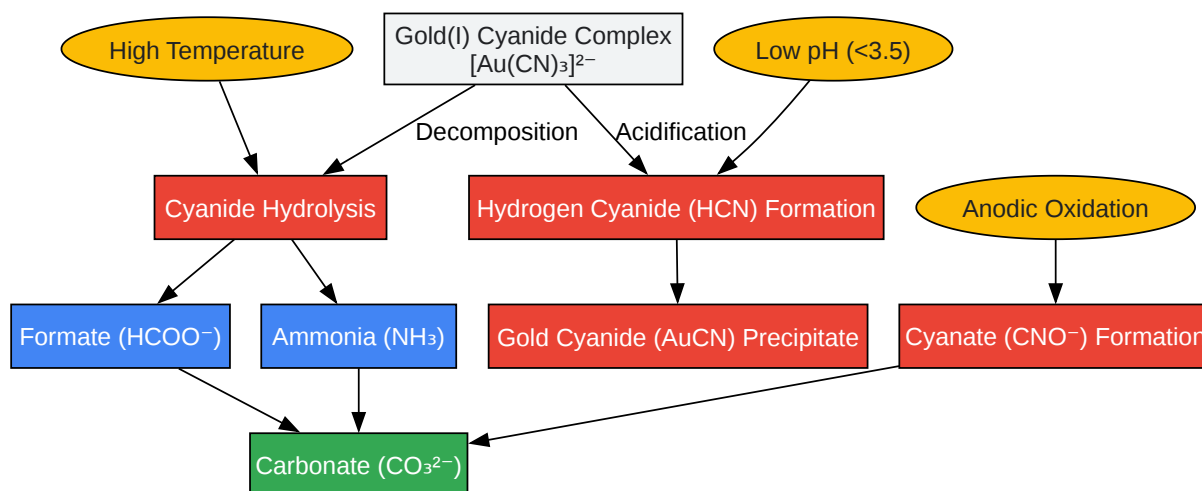 High Temperature
Gold(I) Cyanide Complex
[Au(CN)₃]²⁻
Low pH (<3.5)
Decomposition
Acidification
Cyanide Hydrolysis
Hydrogen Cyanide (HCN) Formation
Anodic Oxidation
Formate (HCOO⁻)
Ammonia (NH₃)
Gold Cyanide (AuCN) Precipitate
Cyanate (CNO⁻) Formation
Carbonate (CO₃²⁻)